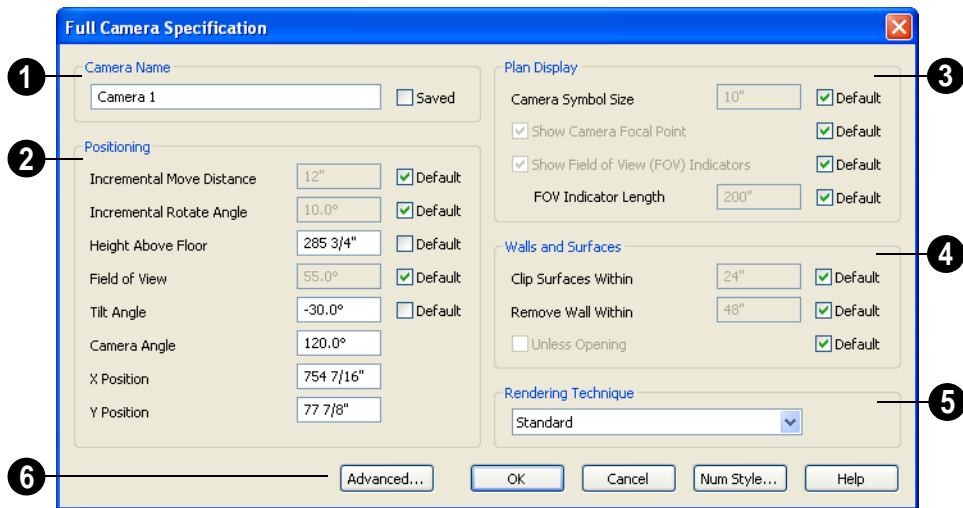 Full Camera Specification
1
Camera Name
Camera 1
Saved
2
Positioning
Incremental Move Distance 12" Default
Incremental Rotate Angle 10.0° Default
Height Above Floor 285 3/4" Default
Field of View 55.0° Default
Tilt Angle -30.0° Default
Camera Angle 120.0°
X Position 754 7/16"
Y Position 77 7/8"
3
Plan Display
Camera Symbol Size 10" Default
Show Camera Focal Point Default
Show Field of View (FOV) Indicators Default
FOV Indicator Length 200" Default
4
Walls and Surfaces
Clip Surfaces Within 24" Default
Remove Wall Within 48" Default
Unless Opening Default
5
Rendering Technique
Standard
6
Advanced... OK Cancel Num Style... Help